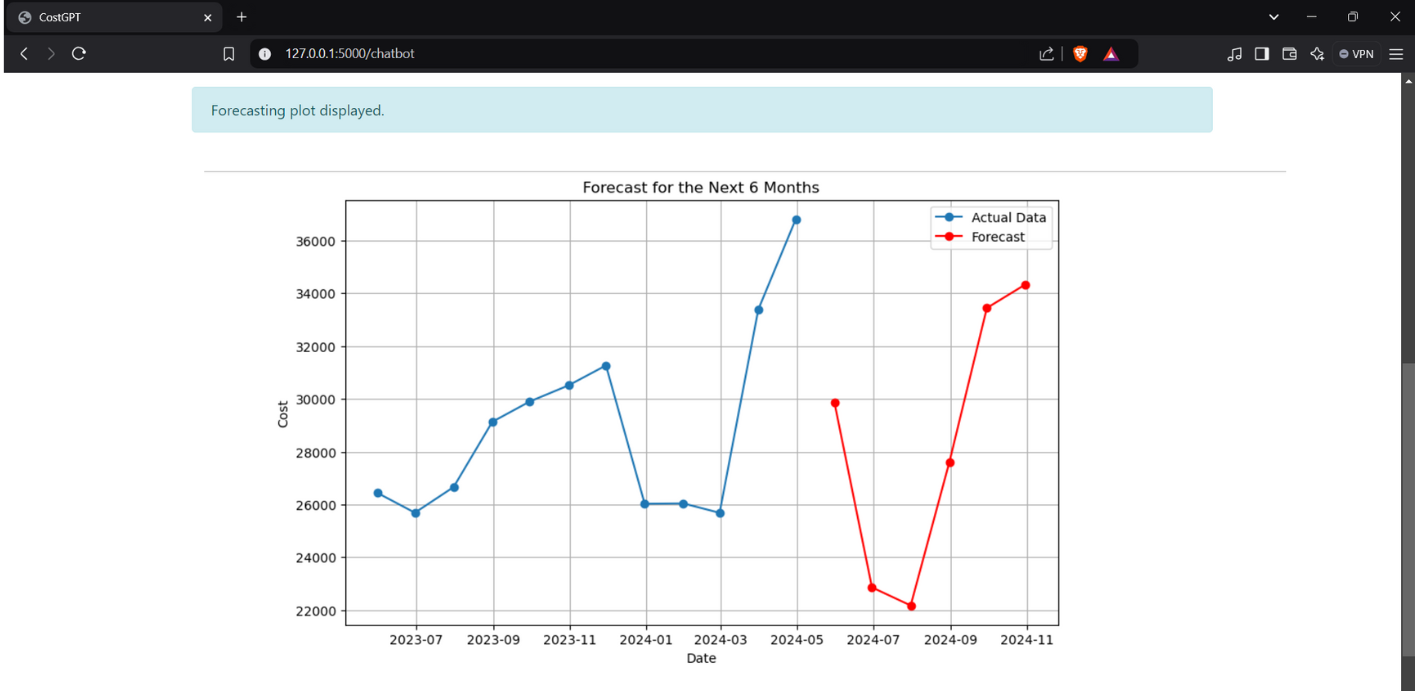 CostGPT
127.0.0.1:5000/chatbot
VPN
Forecasting plot displayed.
Forecast for the Next 6 Months
Actual Data
Forecast
36000
34000
32000
30000
28000
26000
24000
22000
Cost
2023-07 2023-09 2023-11 2024-01 2024-03 2024-05 2024-07 2024-09 2024-11
Date